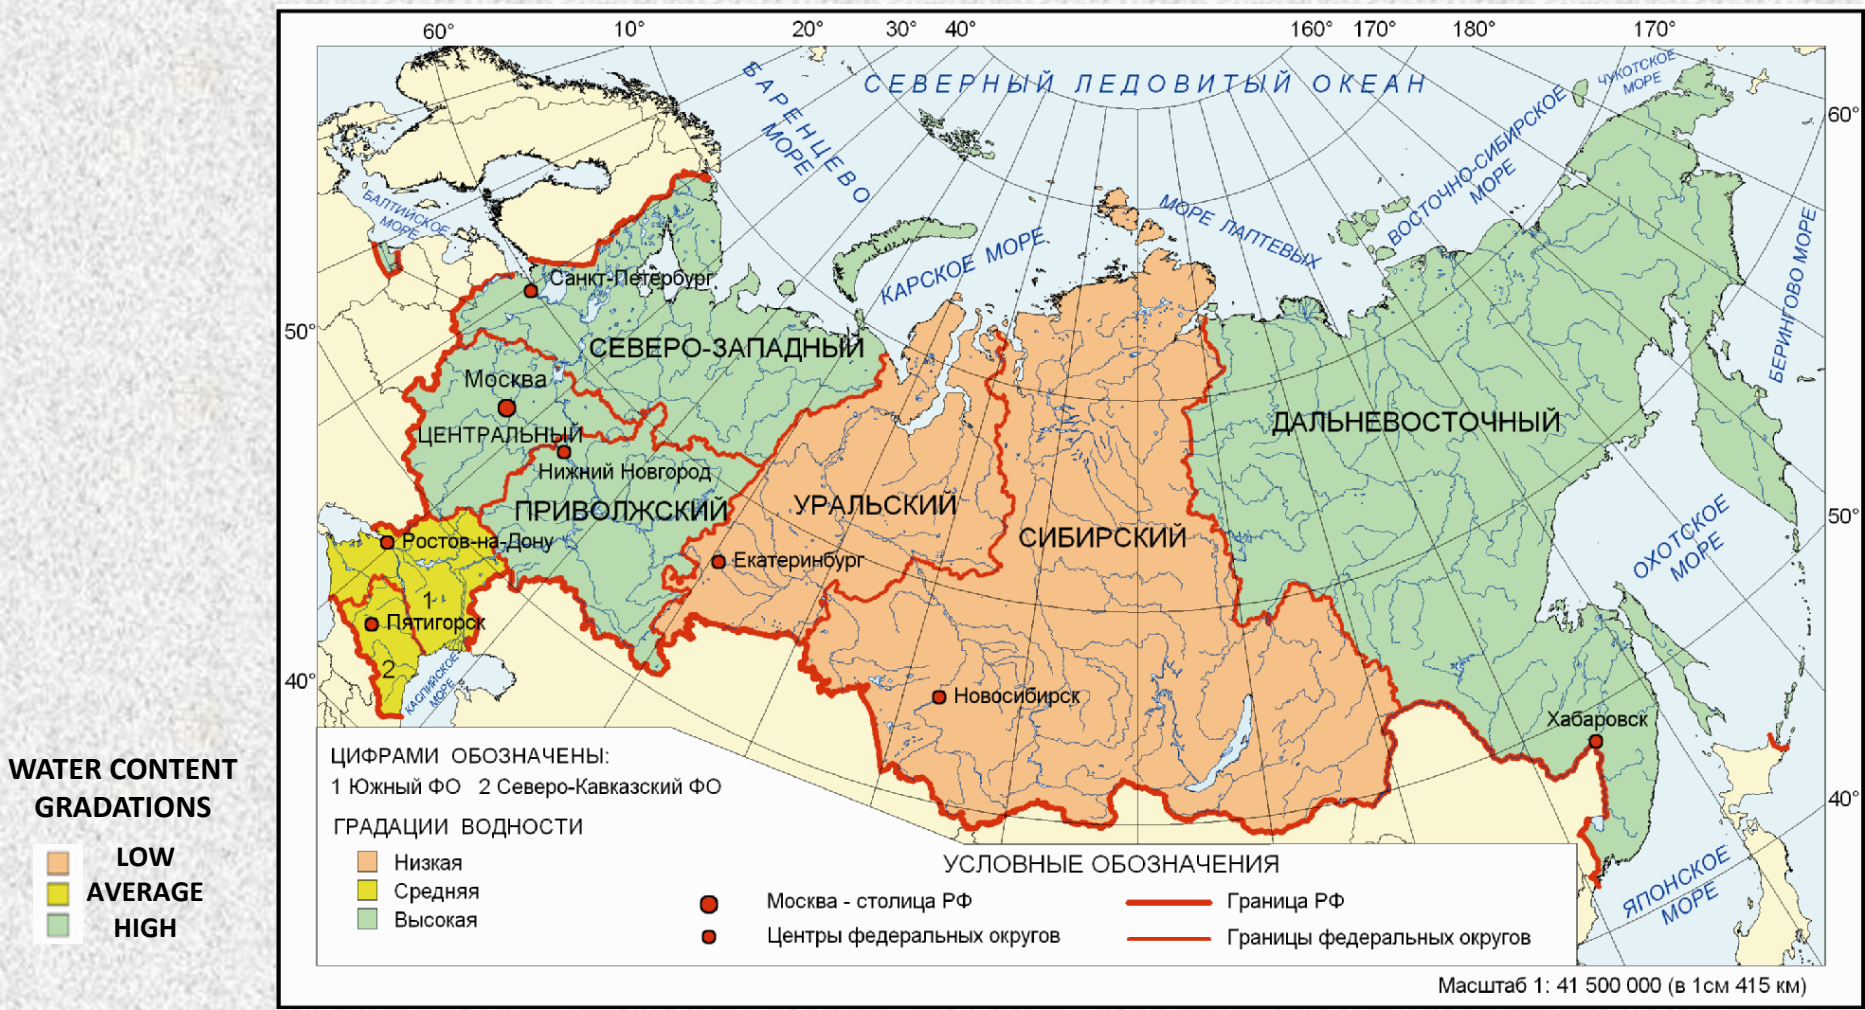 60° 10° 20° 30° 40° 160° 170° 180° 170°
СЕВЕРНЫЙ ЛЕДОВИТЫЙ ОКЕАН
БАРЕНЦЕВО
МОРЕ
ЧУКОТСКОЕ
МОРЕ
60°
ВОСТОЧНО-СИБИРСКОЕ
МОРЕ
БАЛТИЙСКОЕ
МОРЕ
МОРЕ ЛАПТЕВЫХ
КАРСКОЕ МОРЕ
БЕРИНГОВО МОРЕ
Санкт-Петербург
50°
СЕВЕРО-ЗАПАДНЫЙ
Москва
ДАЛЬНЕВОСТОЧНЫЙ
ЦЕНТРАЛЬНЫЙ
Нижний Новгород
ПРИВОЛЖСКИЙ
УРАЛЬСКИЙ
СИБИРСКИЙ
50°
ОХОТСКОЕ
МОРЕ
Ростов-на-Дону
Екатеринбург
1
Пятигорск
2
40°
КАСПИЙСКОЕ
МОРЕ
Новосибирск
Хабаровск
40°
ЯПОНСКОЕ
МОРЕ
ЦИФРАМИ ОБОЗНАЧЕНЫ:
1 Южный ФО 2 Северо-Кавказский ФО
ГРАДАЦИИ ВОДНОСТИ
Низкая
Средняя
Высокая
УСЛОВНЫЕ ОБОЗНАЧЕНИЯ
Москва - столица РФ
Граница РФ
Центры федеральных округов
Границы федеральных округов
Масштаб 1: 41 500 000 (в 1см 415 км)
WATER CONTENT
GRADATIONS
LOW
AVERAGE
HIGH